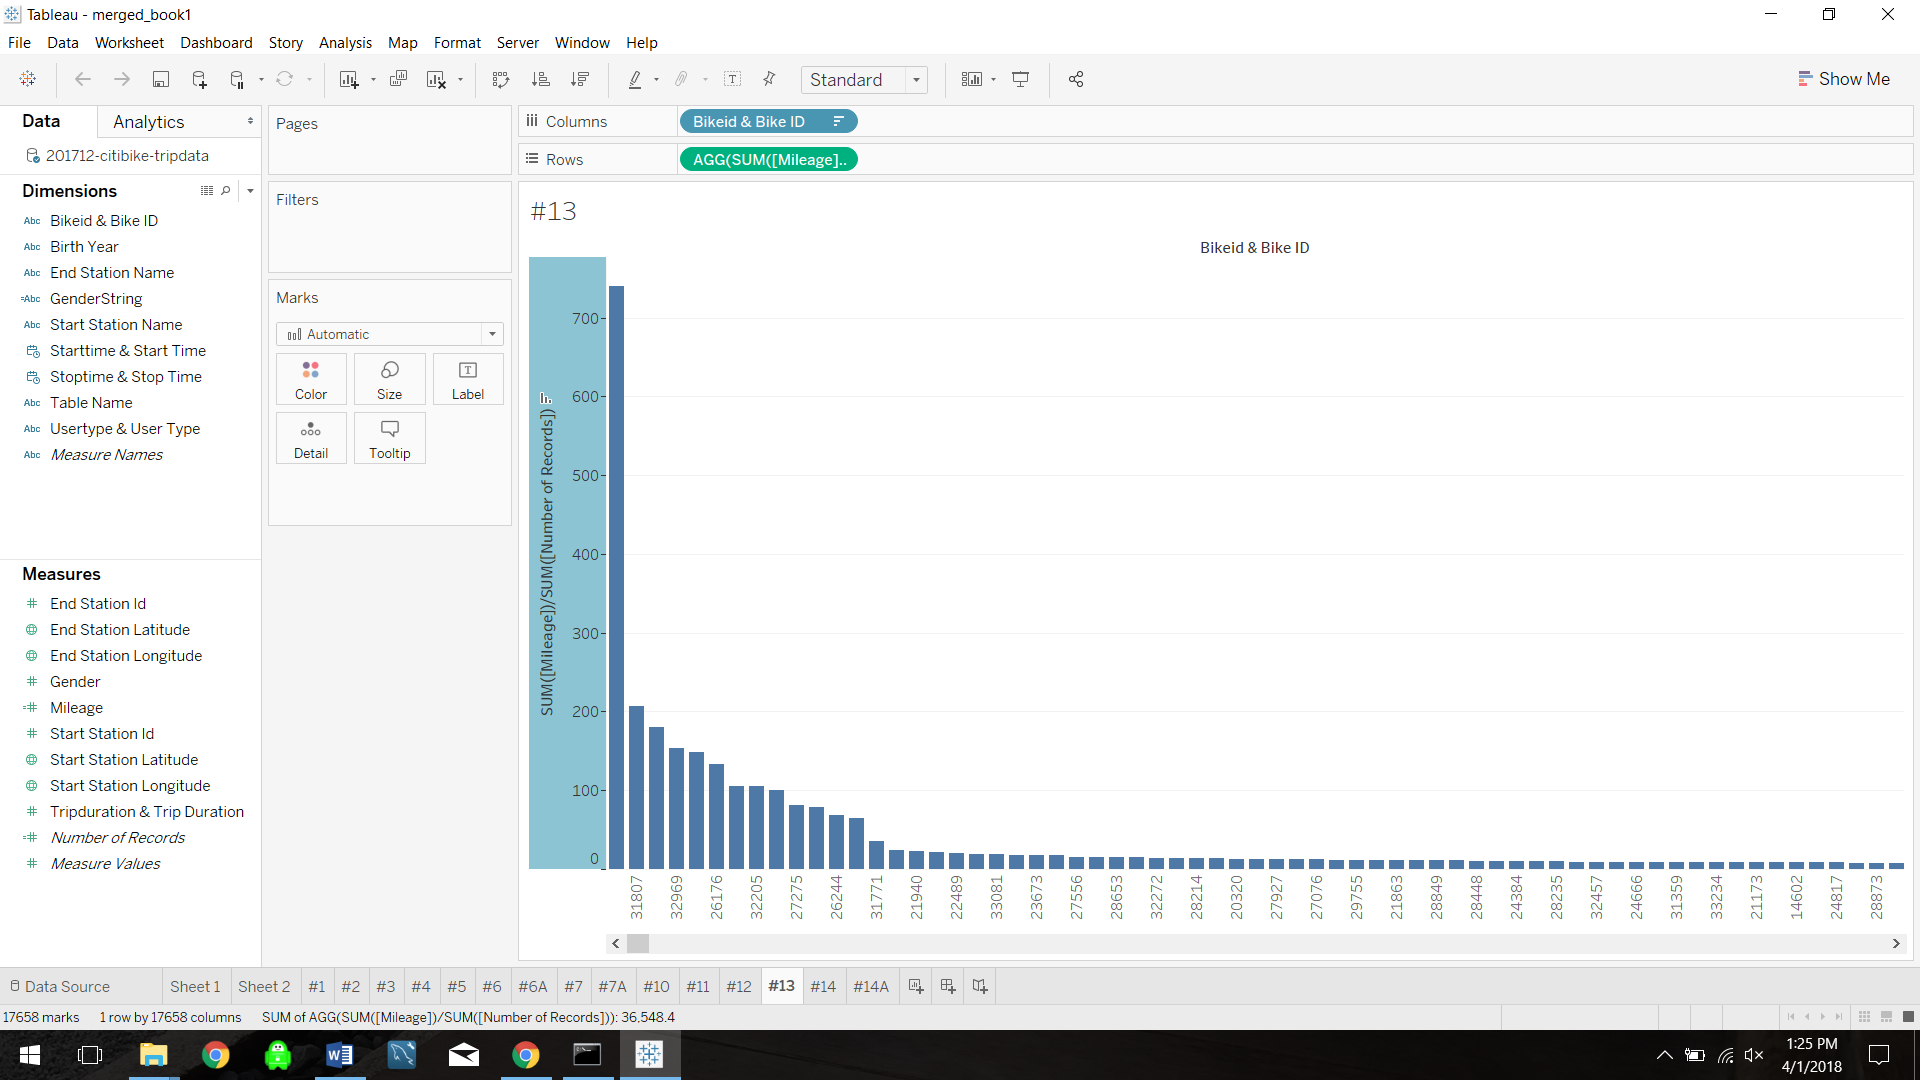 Tableau - merged_book1
File Data Worksheet Dashboard Story Analysis Map Format Server Window Help
Standard
Show Me
Data
Analytics
201712-citibike-tripdata
Dimensions
Abc Bikeid & Bike ID
Abc Birth Year
Abc End Station Name
=Abc GenderString
Abc Start Station Name
Starttime & Start Time
Stoptime & Stop Time
Abc Table Name
Abc Usertype & User Type
Abc Measure Names
Measures
# End Station Id
End Station Latitude
End Station Longitude
# Gender
=# Mileage
# Start Station Id
Start Station Latitude
Start Station Longitude
# Tripduration & Trip Duration
=# Number of Records
# Measure Values
Pages
Filters
Marks
Automatic
Color
Size
Label
Detail
Tooltip
Columns
Bikeid & Bike ID
Rows
AGG(SUM([Mileage]..
#13
Bikeid & Bike ID
SUM([Mileage])/SUM([Number of Records])
700
600
500
400
300
200
100
0
31807
32969
26176
32205
27275
26244
31771
21940
22489
33081
23673
27556
28653
32272
28214
20320
27927
27076
29755
21863
28849
28448
24384
28235
32457
24666
31359
33234
21173
14602
24817
28873
Data Source
Sheet 1
Sheet 2
#1
#2
#3
#4
#5
#6
#6A
#7
#7A
#10
#11
#12
#13
#14
#14A
17658 marks
1 row by 17658 columns
SUM of AGG(SUM([Mileage])/SUM([Number of Records])): 36,548.4
1:25 PM
4/1/2018